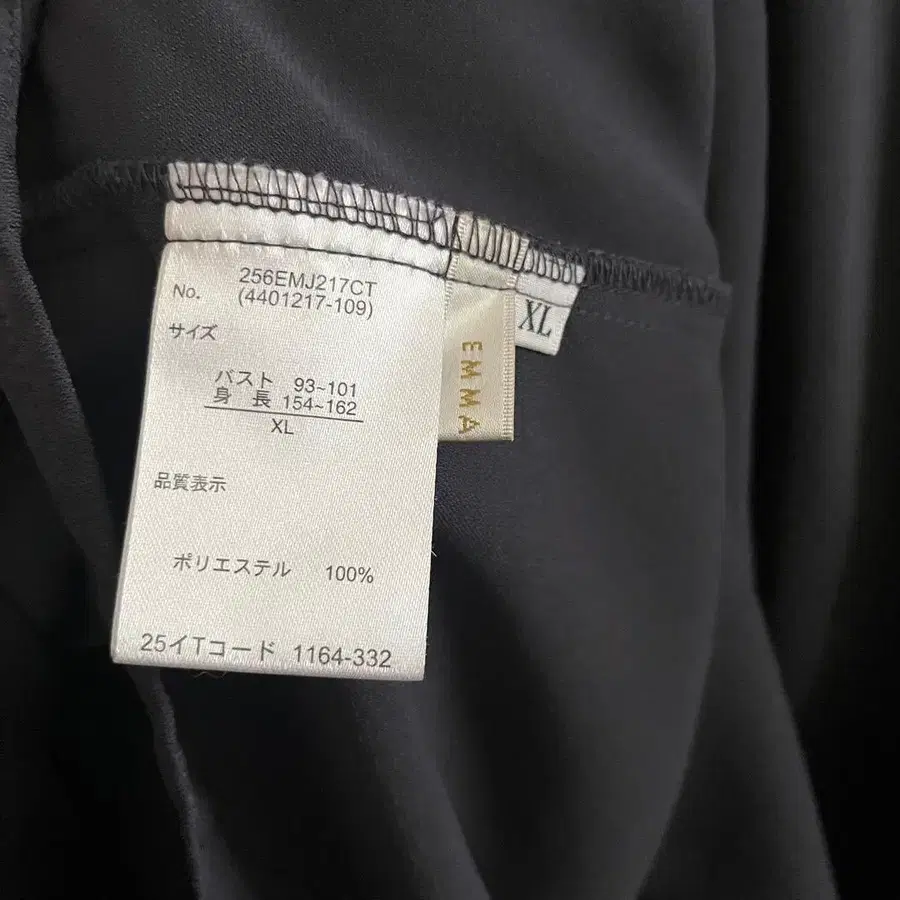 No. 256EMJ217CT
(4401217-109)
サイズ
バスト 93~101
身 長 154~162
XL
品質表示
ポリエステル 100%
25イTコード 1164-332
EMMA
XL